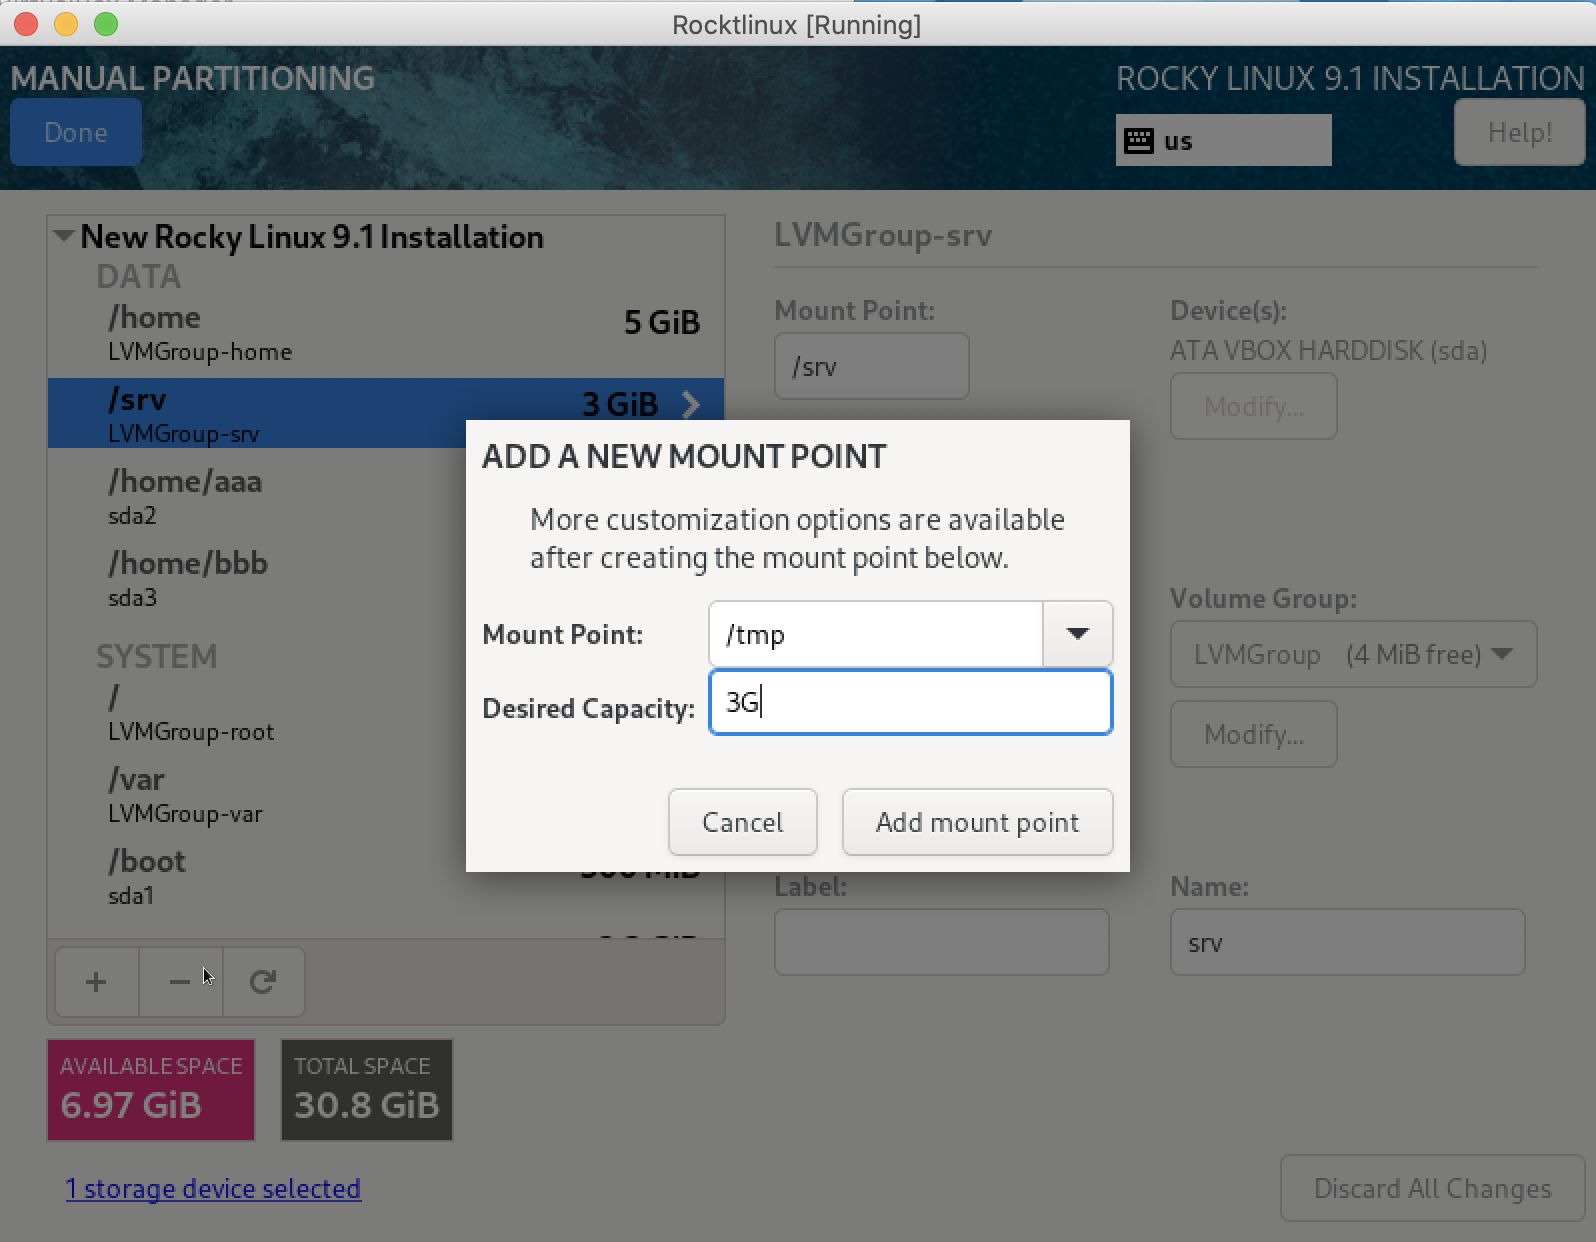 Rocktlinux [Running]
MANUAL PARTITIONING
ROCKY LINUX 9.1 INSTALLATION
Done
us
Help!
New Rocky Linux 9.1 Installation
DATA
/home
5 GiB
LVMGroup-home
/srv
3 GiB
LVMGroup-srv
/home/aaa
sda2
/home/bbb
sda3
SYSTEM
/
LVMGroup-root
/var
LVMGroup-var
/boot
sda1
LVMGroup-srv
Mount Point:
Device(s):
/srv
ATA VBOX HARDDISK (sda)
Modify...
ADD A NEW MOUNT POINT
More customization options are available
after creating the mount point below.
Mount Point:
/tmp
Desired Capacity:
3G
Cancel
Add mount point
Volume Group:
LVMGroup (4 MiB free)
Modify...
Label:
Name:
srv
+ −
AVAILABLE SPACE
6.97 GiB
TOTAL SPACE
30.8 GiB
1 storage device selected
Discard All Changes